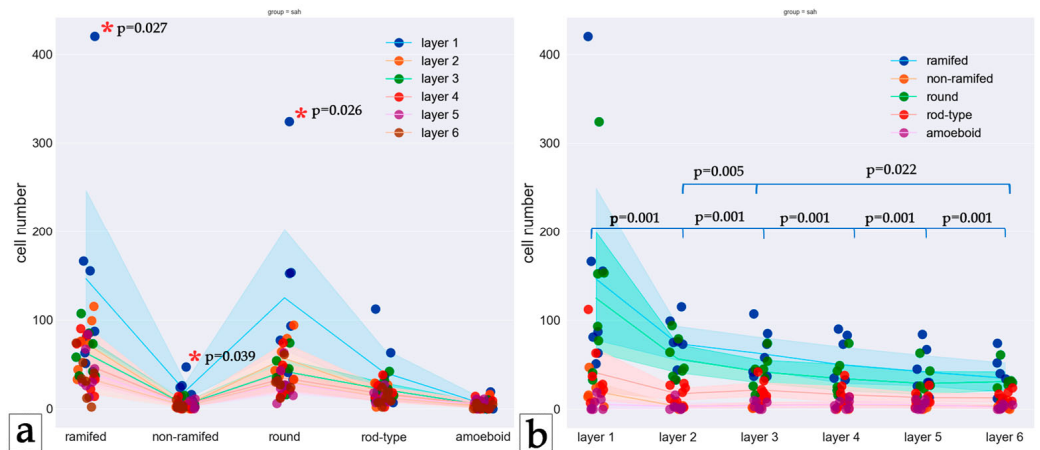 group = sah
* p=0.027
* p=0.026
* p=0.039
layer 1
layer 2
layer 3
layer 4
layer 5
layer 6
cell number
400
300
200
100
0
ramifed
non-ramifed
round
rod-type
amoeboid
a
group = sah
ramifed
non-ramifed
round
rod-type
amoeboid
p=0.005
p=0.022
p=0.001
p=0.001
p=0.001
p=0.001
p=0.001
cell number
400
300
200
100
0
layer 1
layer 2
layer 3
layer 4
layer 5
layer 6
b